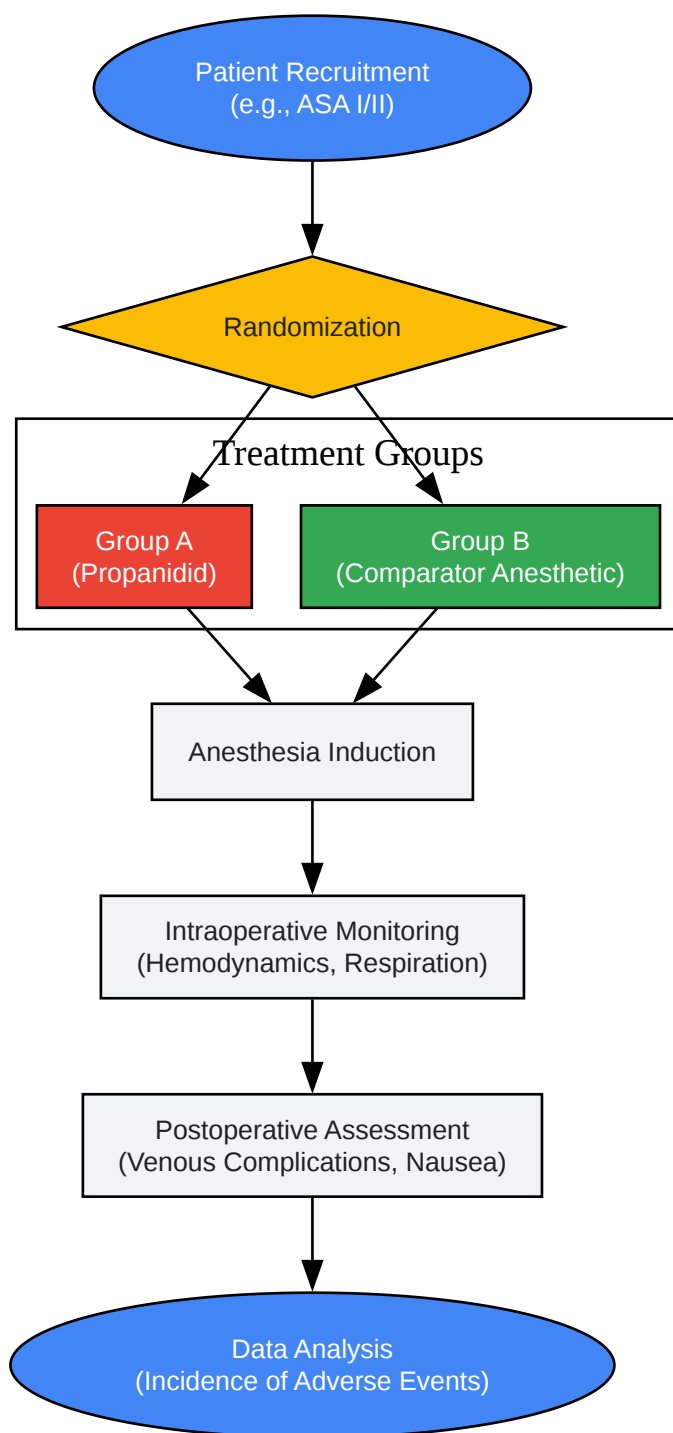 Patient Recruitment
(e.g., ASA I/II)
Randomization
Treatment Groups
Group A
(Propanidid)
Group B
(Comparator Anesthetic)
Anesthesia Induction
Intraoperative Monitoring
(Hemodynamics, Respiration)
Postoperative Assessment
(Venous Complications, Nausea)
Data Analysis
(Incidence of Adverse Events)